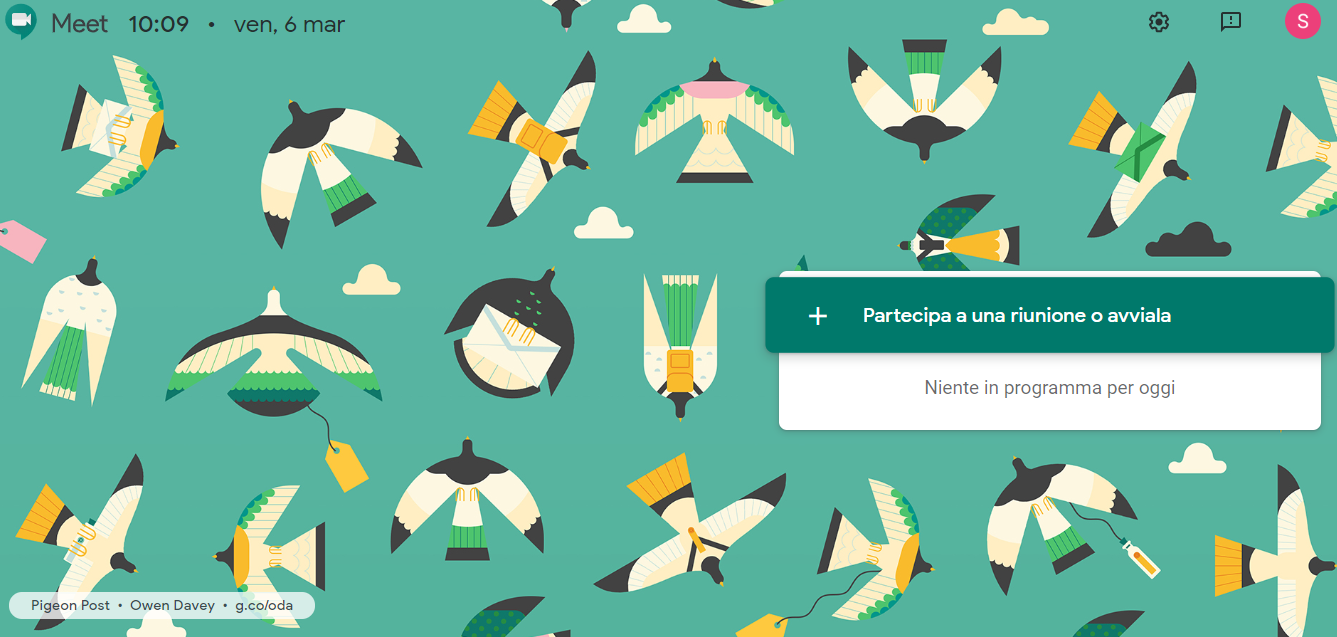 Meet 10:09 • ven, 6 mar
S
Partecipa a una riunione o avviala
Niente in programma per oggi
Pigeon Post • Owen Davey • g.co/oda